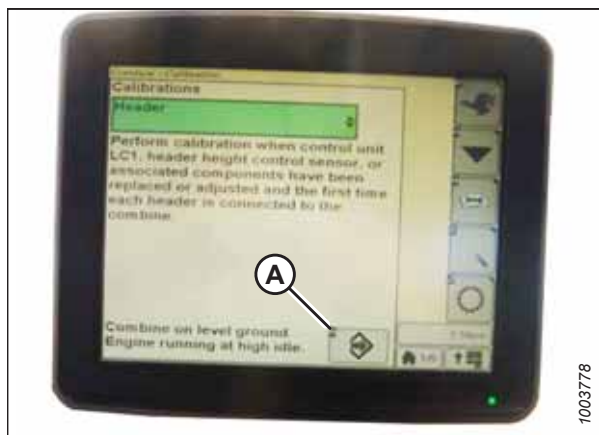 Calibrations
Header
Perform calibration when control unit
LC1, header height control sensor, or
associated components have been
replaced or adjusted and the first time
each header is connected to the
combine.
A
Combine on level ground.
Engine running at high idle.
1003778